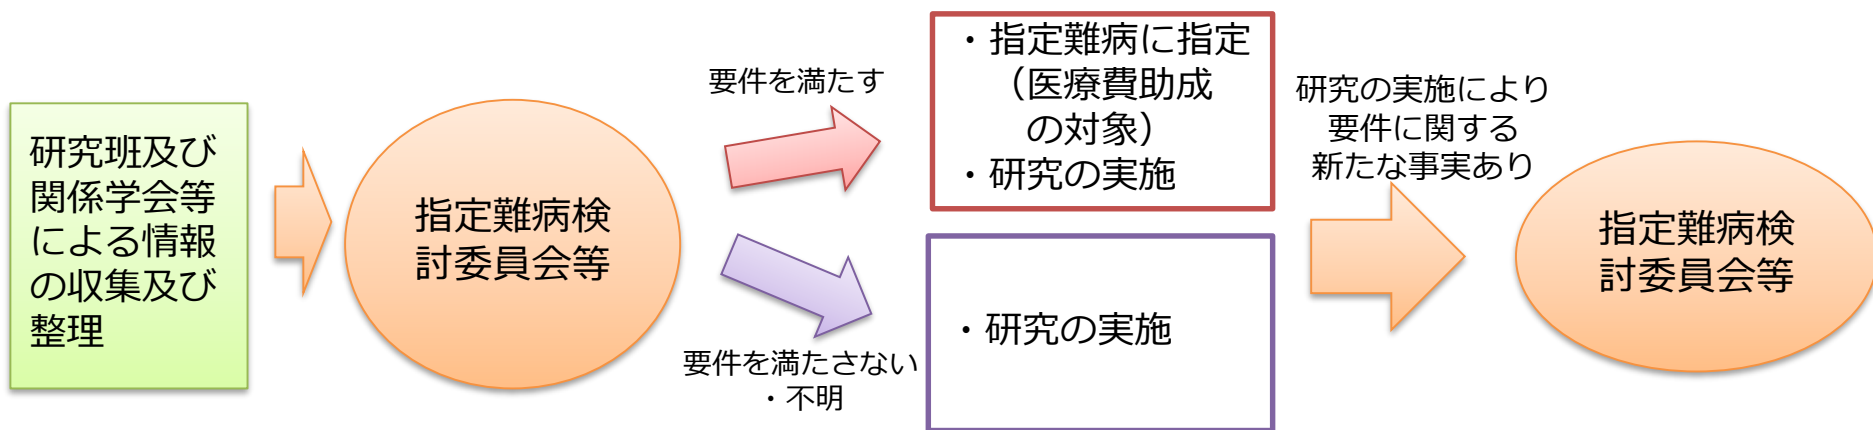 研究班及び
関係学会等
による情報
の収集及び
整理
指定難病検
討委員会等
要件を満たす
・指定難病に指定
（医療費助成
の対象）
・研究の実施
要件を満たさない
・不明
・研究の実施
研究の実施により
要件に関する
新たな事実あり
指定難病検
討委員会等